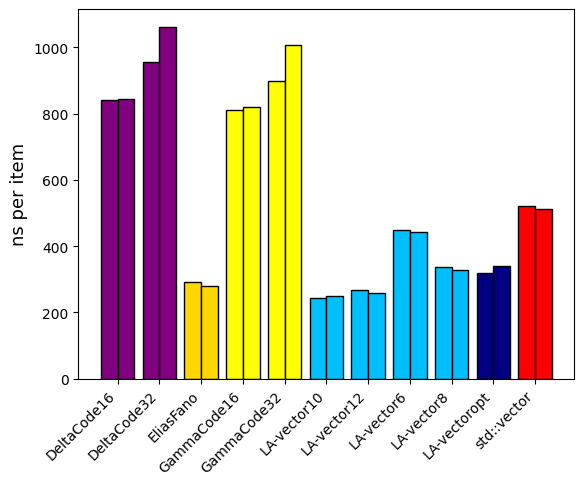 ns per item
1000
800
600
400
200
0
DeltaCode16
DeltaCode32
EliasFano
GammaCode16
GammaCode32
LA-vector10
LA-vector12
LA-vector6
LA-vector8
LA-vectoropt
std::vector